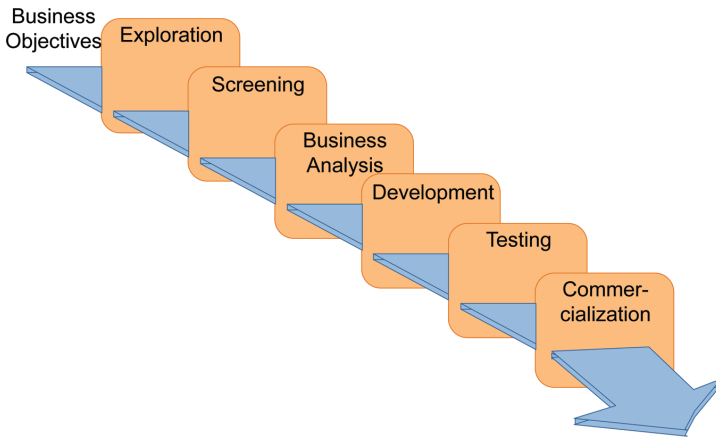 Business
Objectives
Exploration
Screening
Business
Analysis
Development
Testing
Commer-
cialization